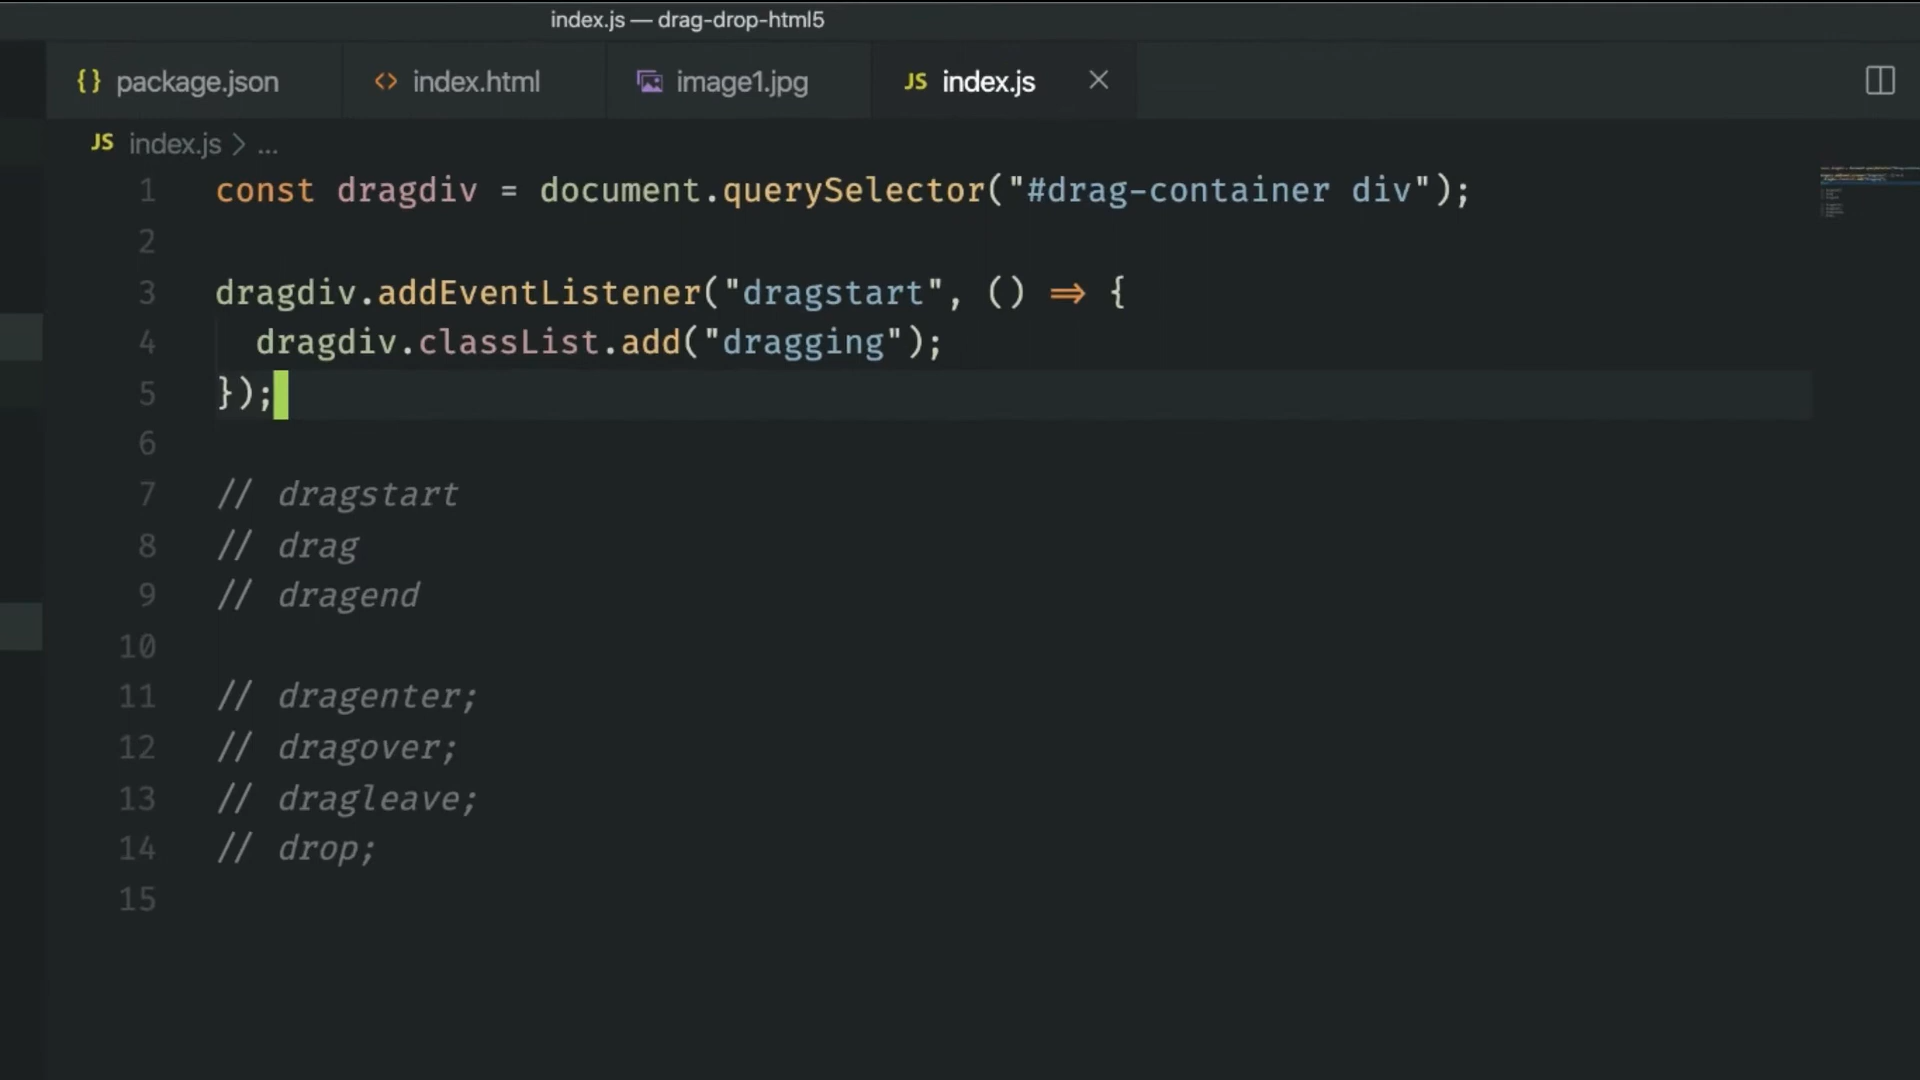 index.js — drag-drop-html5
{} package.json <> index.html image1.jpg JS index.js ×
JS index.js > ...
1 const dragdiv = document.querySelector("#drag-container div");
2
3 dragdiv.addEventListener("dragstart", () => {
4 dragdiv.classList.add("dragging");
5 });
6
7 // dragstart
8 // drag
9 // dragend
10
11 // dragenter;
12 // dragover;
13 // dragleave;
14 // drop;
15